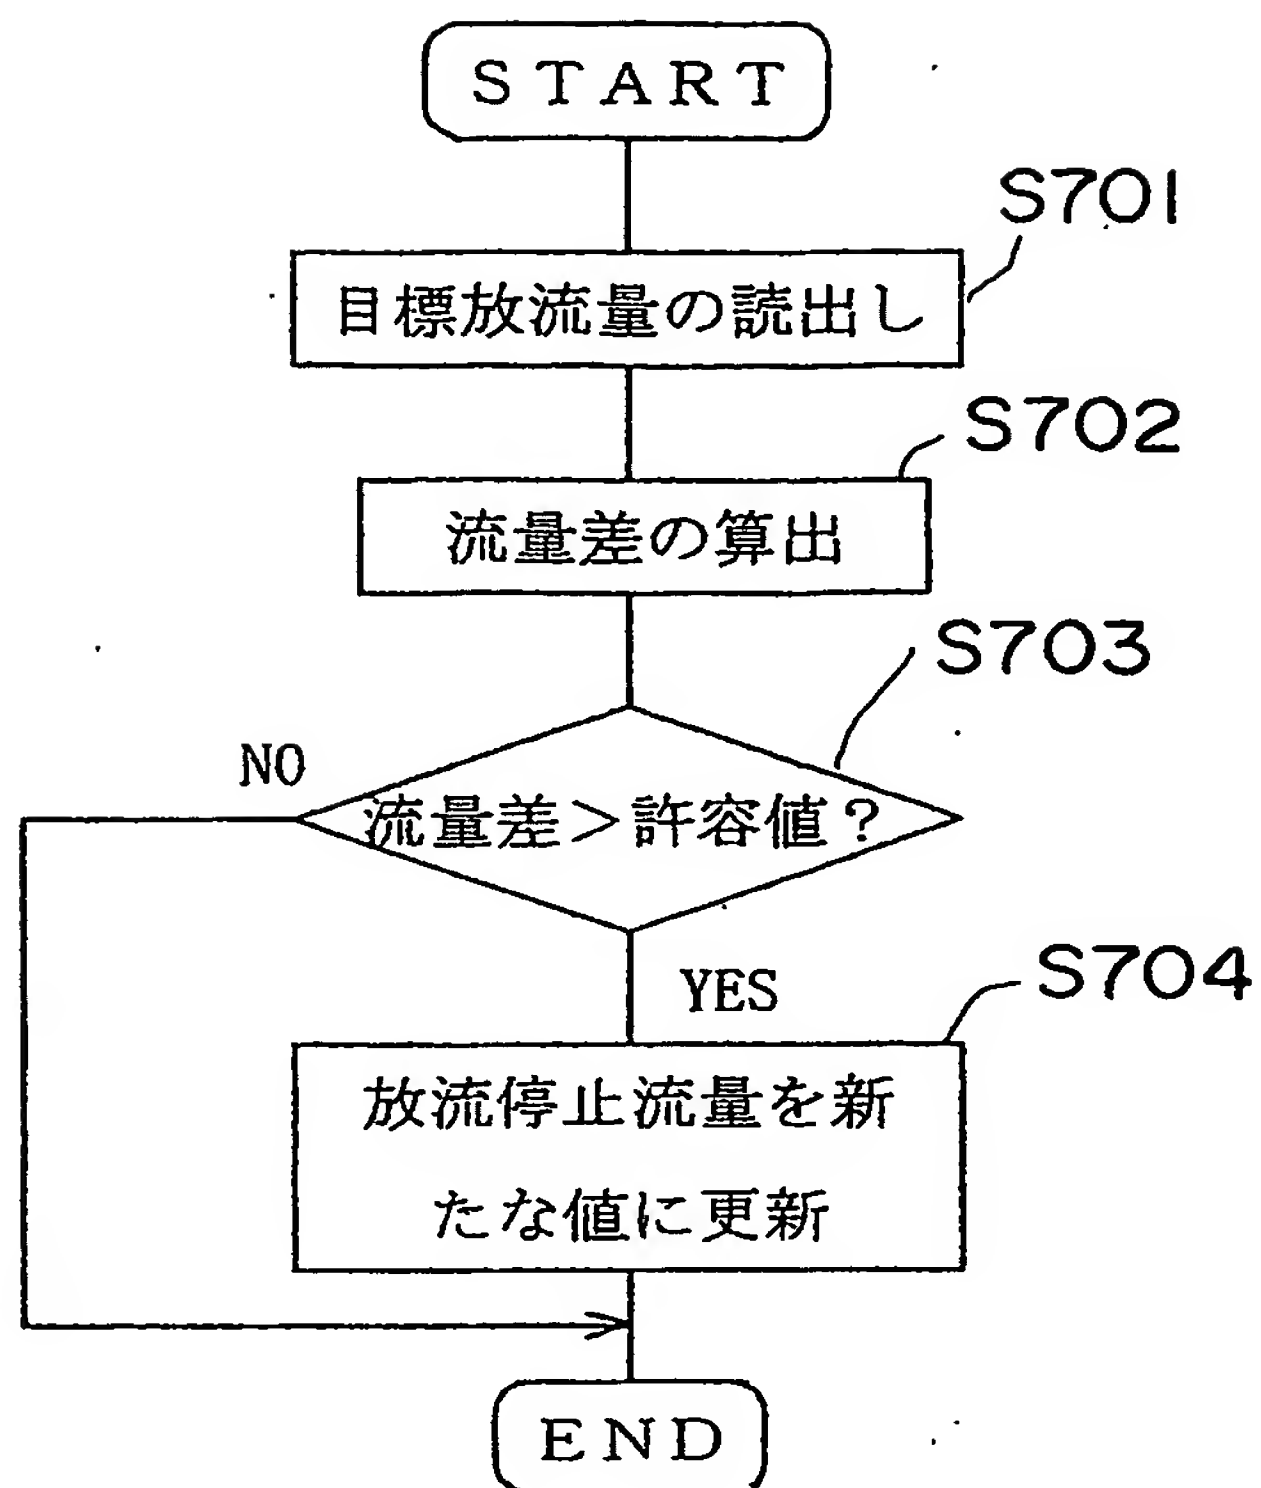 START
S701
目標放流量の読出し
S702
流量差の算出
S703
NO
流量差>許容値?
YES
S704
放流停止流量を新
たな値に更新
END